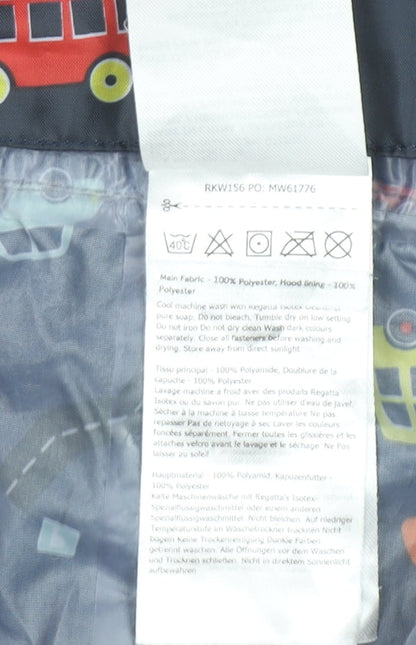 RKW156 PO: MW61776
40°C
Main Fabric - 100% Polyester, Hood lining - 100%
Polyester
Cool machine wash with Regatta Isotex
pure soap. Do not bleach. Tumble dry on low setting
Do not iron Do not dry clean Wash dark colours
separately. Close all fasteners before washing and
drying. Store away from direct sunlight
Tissu principal - 100% Polyamide, Doublure de la
kapuche - 100% Polyester
Lavage machine a froid avec de produits Regatta
Isotex ou du savon pur. Ne pas utiliser d'eau de Javel.
Sécher à la machine à basse température Ne pas
repasser Pas de netoyage à sec Laver les couleurs
foncées séparément. Fermer toutes les glissières et les
attaches velcro avant le lavage et le séchage. Ne pas
laisser au soleil
Hauptmaterial - 100% Polyamid, Kapuzenfutter -
100% Polyester
Kalte Maschinenwäsche mit Regatta's Isotex-
Spezialflüssigwaschmittel oder einem anderen
Spezialflüssigwaschmittel. Nicht bleichen. Auf niedriger
Temperaturstufe im Wäschetrockner trocknen Nicht
bügeln Keine Trockenreinigung Dunkle Farben
getrennt waschen. Alle Öffnungen vor dem Waschen
und Trocknen schließen. Nicht in direktem Sonnenlicht
aufbewahren